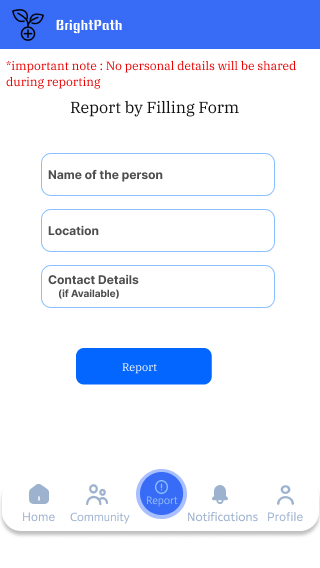 BrightPath
*important note : No personal details will be shared
during reporting
Report by Filling Form
Name of the person
Location
Contact Details
(if Available)
Report
Home
Community
Report
Notifications
Profile